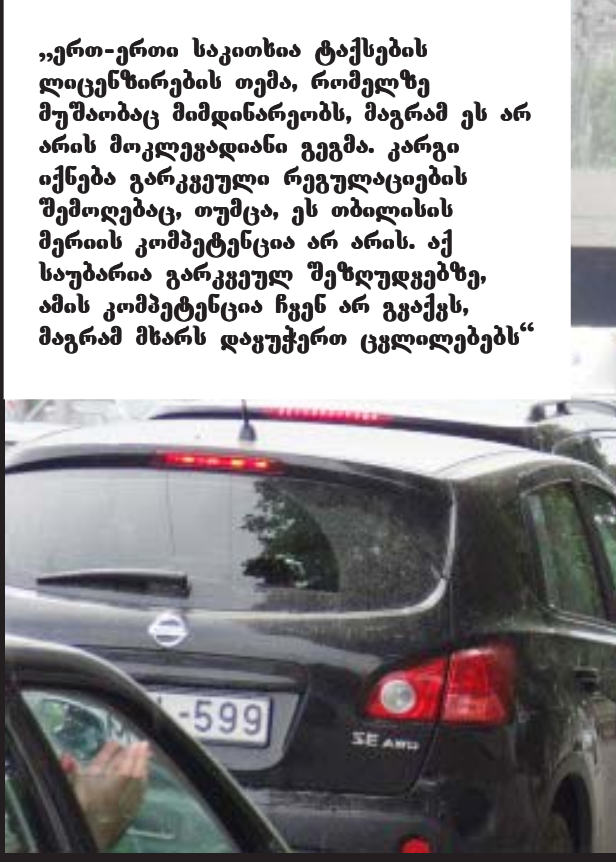 „ერთ-ერთი საკითხია ტაქსების
ლიცენზირების თემა, რომელზე
მუშაობაც მიმდინარეობს, მაგრამ ეს არ
არის მოკლევადიანი გეგმა. კარგი
იქნება გარკვეული რეგულაციების
შემოღებაც, თუმცა, ეს თბილისის
მერიის კომპეტენცია არ არის. აქ
საუბარია გარკვეულ შეზღუდვებზე,
ამის კომპეტენცია ჩვენ არ გვაქვს,
მაგრამ მხარს დავუჭერთ ცვლილებებს“
-599
SE AWD